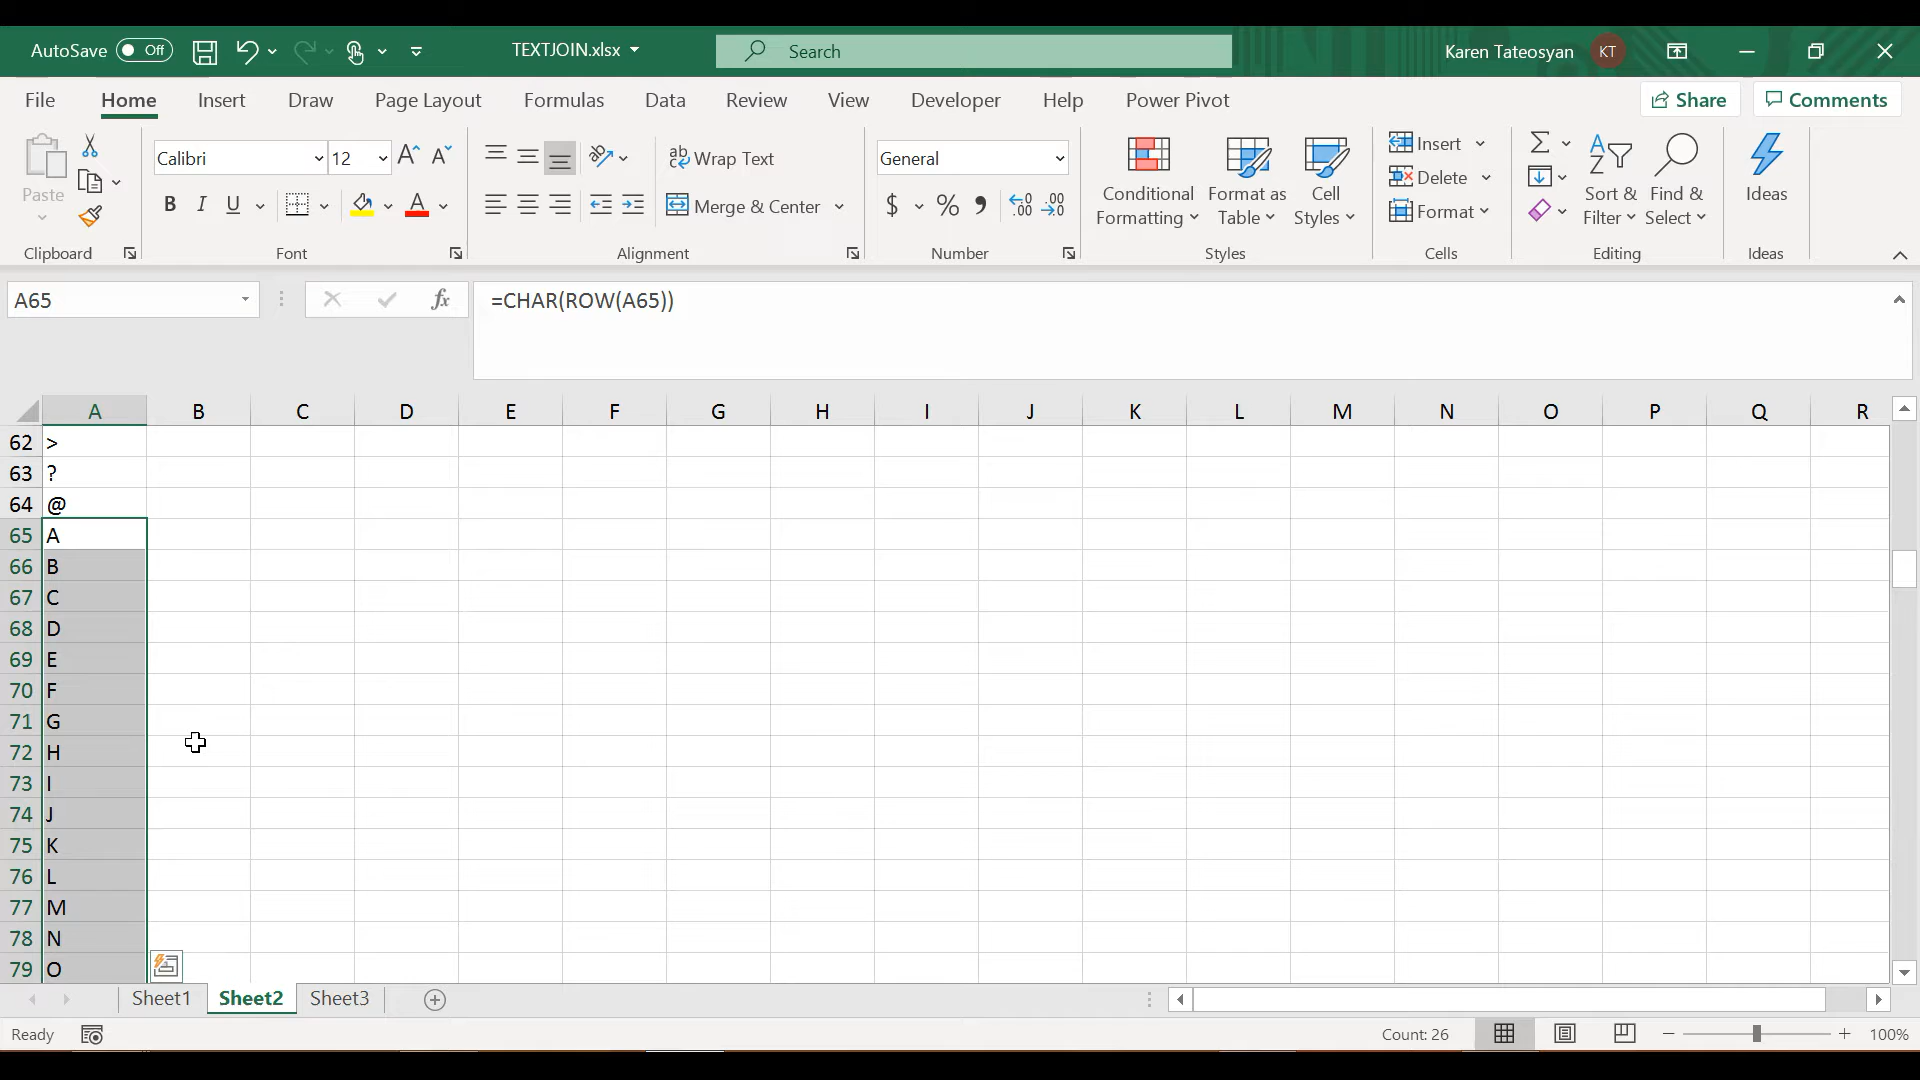 AutoSave Off TEXTJOIN.xlsx Search Karen Tateosyan KT
File Home Insert Draw Page Layout Formulas Data Review View Developer Help Power Pivot Share Comments
Paste
Clipboard
Calibri 12
B I U
Font
Wrap Text
Merge & Center
Alignment
General
$ % 9
Number
Conditional Formatting
Format as Table
Cell Styles
Styles
Insert
Delete
Format
Cells
Sort & Filter
Find & Select
Editing
Ideas
Ideas
A65 fx =CHAR(ROW(A65))
A B C D E F G H I J K L M N O P Q R
62 >
63 ?
64 @
65 A
66 B
67 C
68 D
69 E
70 F
71 G
72 H
73 I
74 J
75 K
76 L
77 M
78 N
79 O
Sheet1 Sheet2 Sheet3
Ready Count: 26 100%